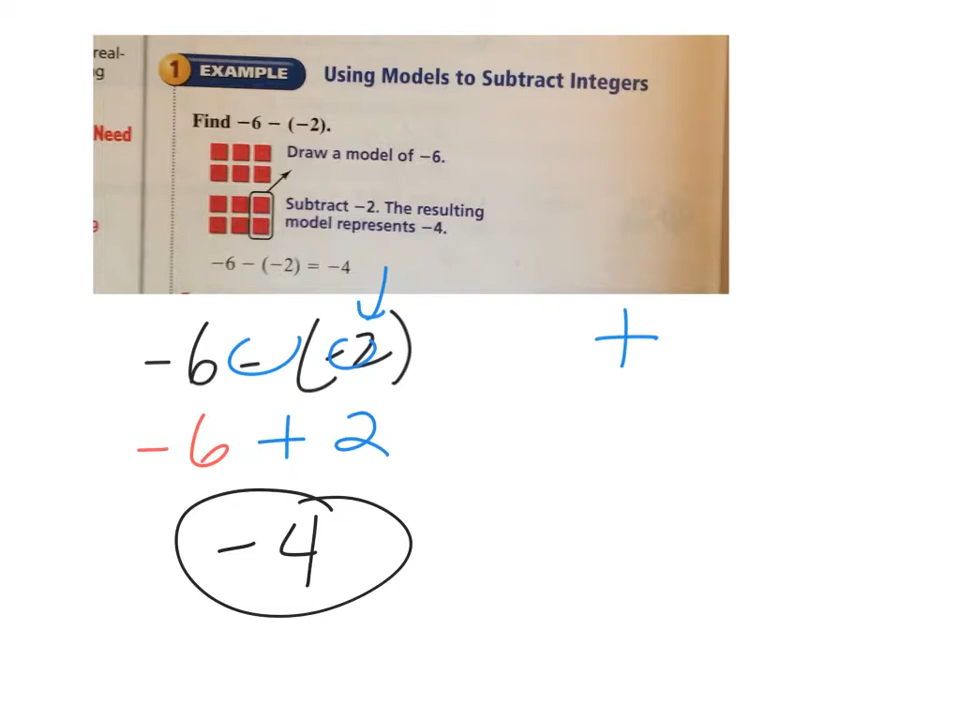 real-
g
Need
1 EXAMPLE Using Models to Subtract Integers
Find −6 − (−2).
Draw a model of −6.
Subtract −2. The resulting
model represents −4.
−6 − (−2) = −4
-6 - (-2)
+
-6 + 2
-4